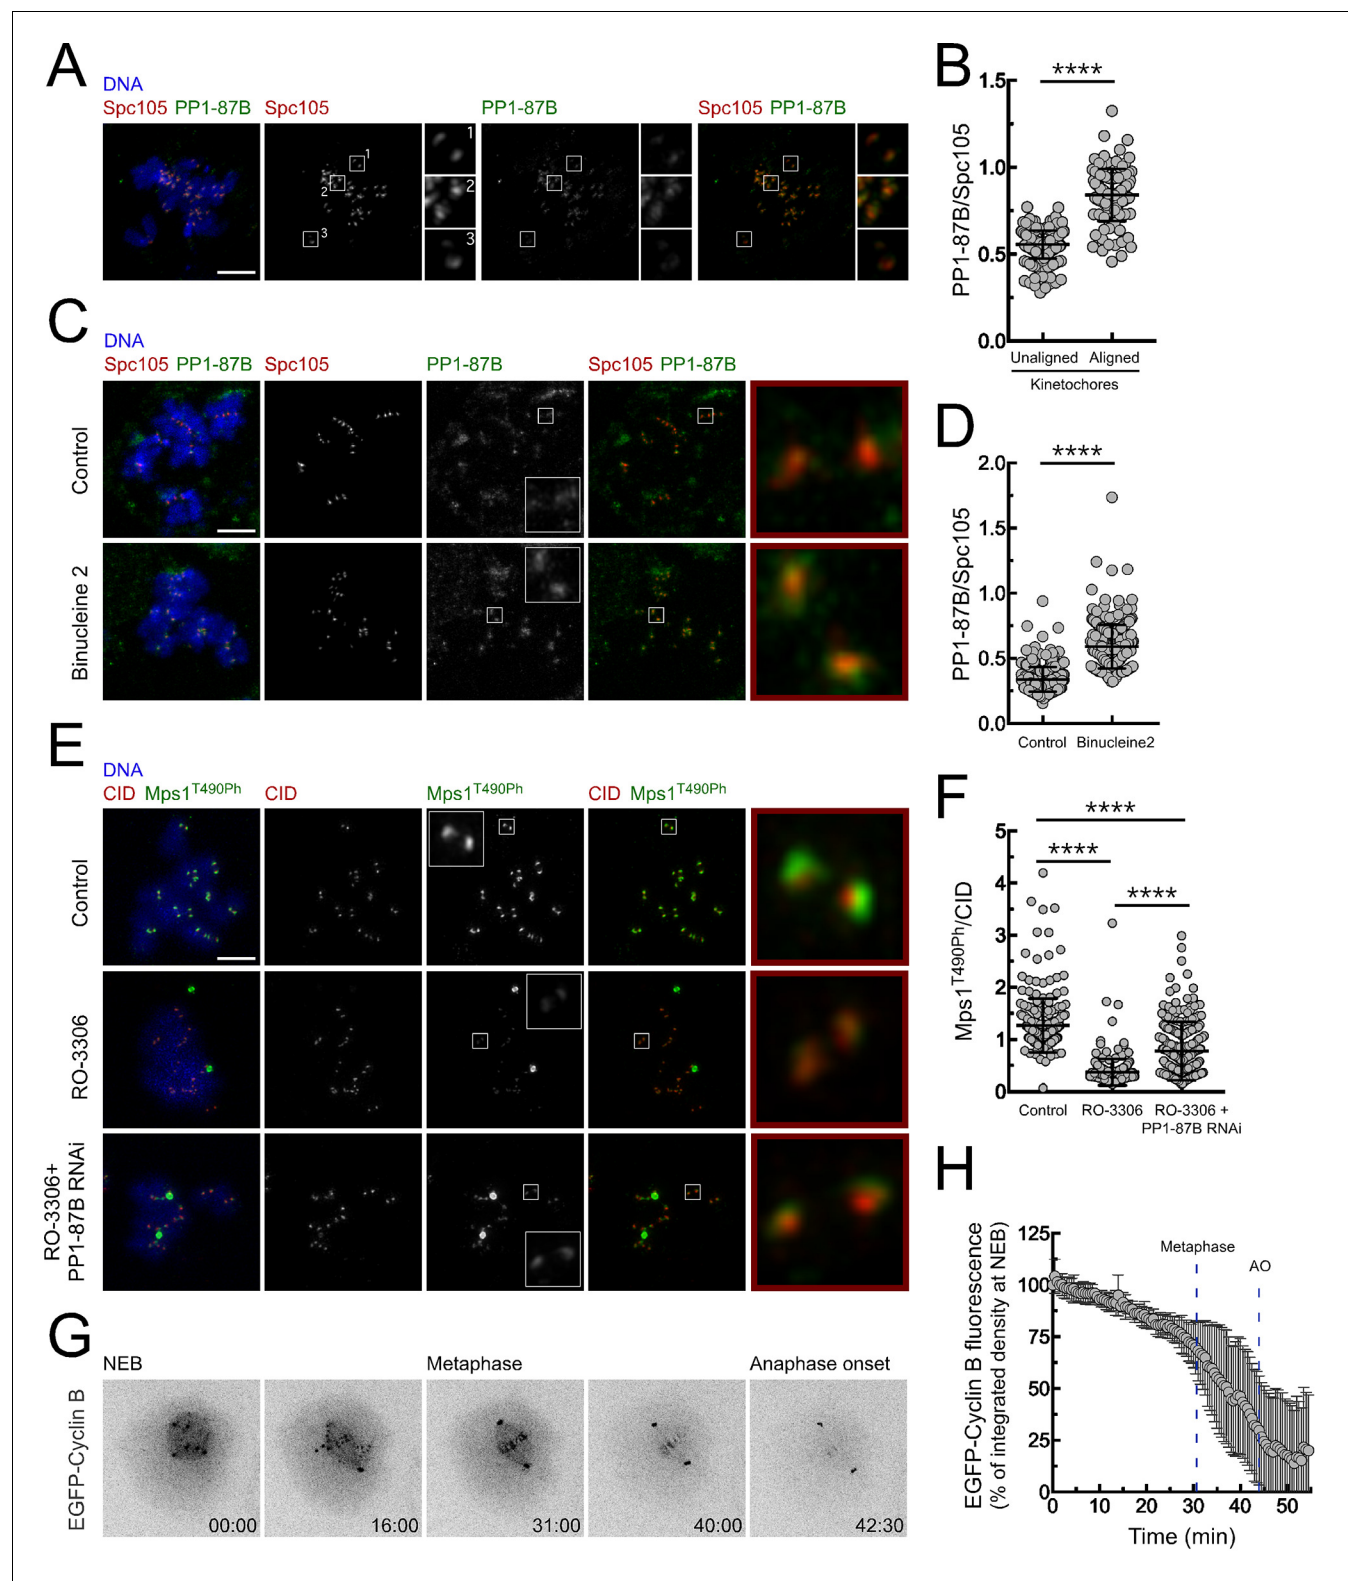 A
DNA
Spc105 PP1-87B
Spc105
PP1-87B
Spc105 PP1-87B
1
2
3
1
2
3
B
****
PP1-87B/Spc105
1.5
1.0
0.5
0.0
Unaligned Aligned
Kinetochores
C
DNA
Spc105 PP1-87B
Spc105
PP1-87B
Spc105 PP1-87B
Control
Binucleine 2
D
****
PP1-87B/Spc105
2.0
1.5
1.0
0.5
0.0
Control Binucleine2
E
DNA
CID Mps1T490Ph
CID
Mps1T490Ph
CID Mps1T490Ph
Control
RO-3306
RO-3306+
PP1-87B RNAi
F
****
****
****
Mps1T490Ph/CID
5
4
3
2
1
0
Control RO-3306 RO-3306 +
PP1-87B RNAi
G
NEB
Metaphase
Anaphase onset
EGFP-Cyclin B
00:00
16:00
31:00
40:00
42:30
H
EGFP-Cyclin B fluorescence
(% of integrated density at NEB)
125
100
75
50
25
0
Metaphase
AO
0 10 20 30 40 50
Time (min)